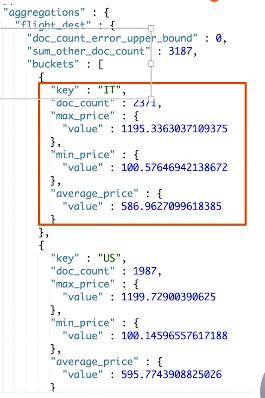 "aggregations" : {
"flight_dest" : {
"doc_count_error_upper_bound" : 0,
"sum_other_doc_count" : 3187,
"buckets" : [
{
"key" : "IT",
"doc_count" : 2371,
"max_price" : {
"value" : 1195.3363037109375
},
"min_price" : {
"value" : 100.57646942138672
},
"average_price" : {
"value" : 586.9627099618385
}
},
{
"key" : "US",
"doc_count" : 1987,
"max_price" : {
"value" : 1199.72900390625
},
"min_price" : {
"value" : 100.14596557617188
},
"average_price" : {
"value" : 595.7743908825026
}